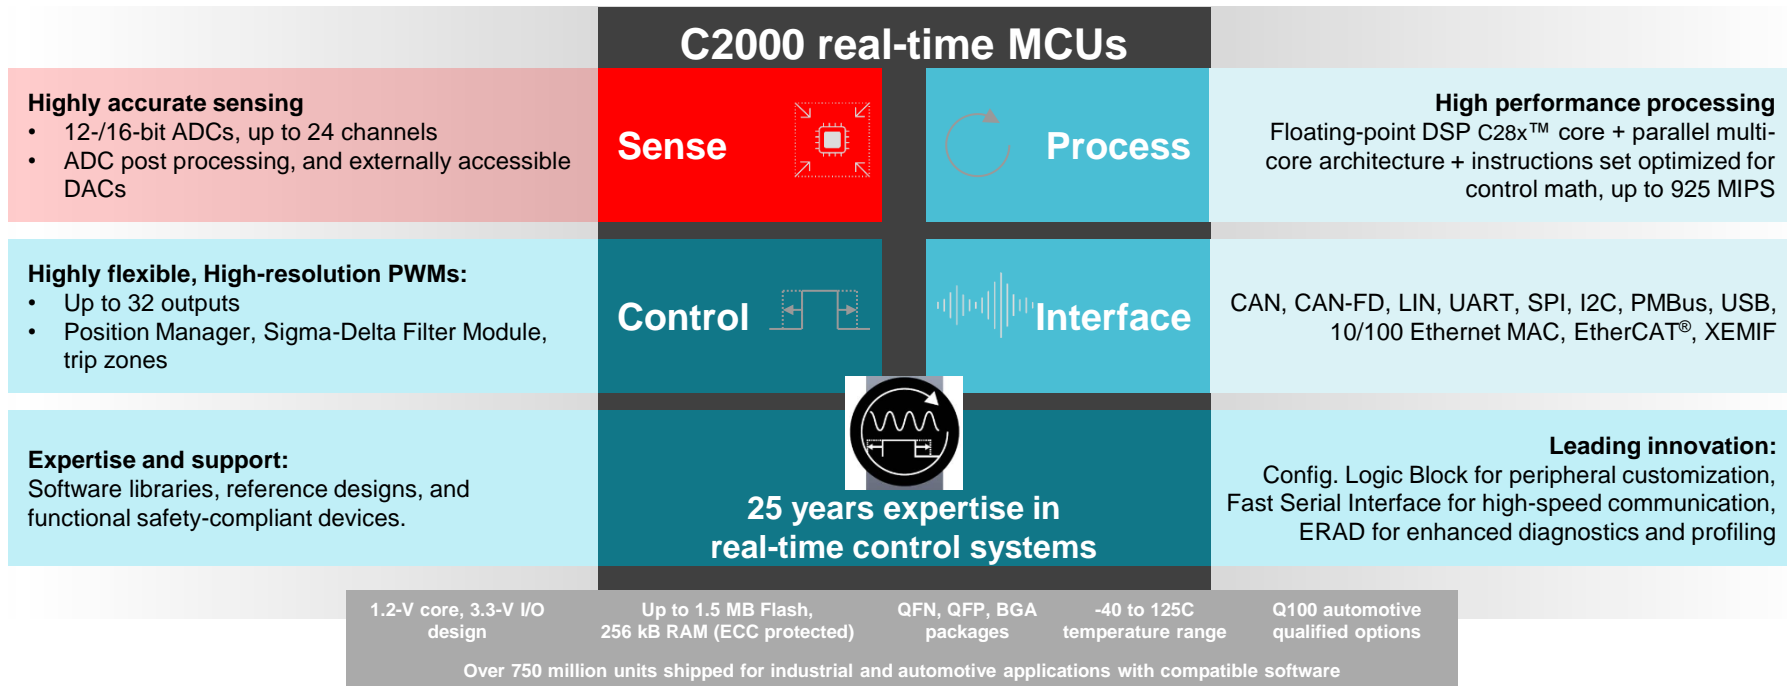 C2000 real-time MCUs
Highly accurate sensing
• 12-/16-bit ADCs, up to 24 channels
• ADC post processing, and externally accessible
DACs
Sense
Process
High performance processing
Floating-point DSP C28x™ core + parallel multi-
core architecture + instructions set optimized for
control math, up to 925 MIPS
Highly flexible, High-resolution PWMs:
• Up to 32 outputs
• Position Manager, Sigma-Delta Filter Module,
trip zones
Control
Interface
CAN, CAN-FD, LIN, UART, SPI, I2C, PMBus, USB,
10/100 Ethernet MAC, EtherCAT®, XEMIF
Expertise and support:
Software libraries, reference designs, and
functional safety-compliant devices.
25 years expertise in
real-time control systems
Leading innovation:
Config. Logic Block for peripheral customization,
Fast Serial Interface for high-speed communication,
ERAD for enhanced diagnostics and profiling
1.2-V core, 3.3-V I/O
design
Up to 1.5 MB Flash,
256 kB RAM (ECC protected)
QFN, QFP, BGA
packages
-40 to 125C
temperature range
Q100 automotive
qualified options
Over 750 million units shipped for industrial and automotive applications with compatible software